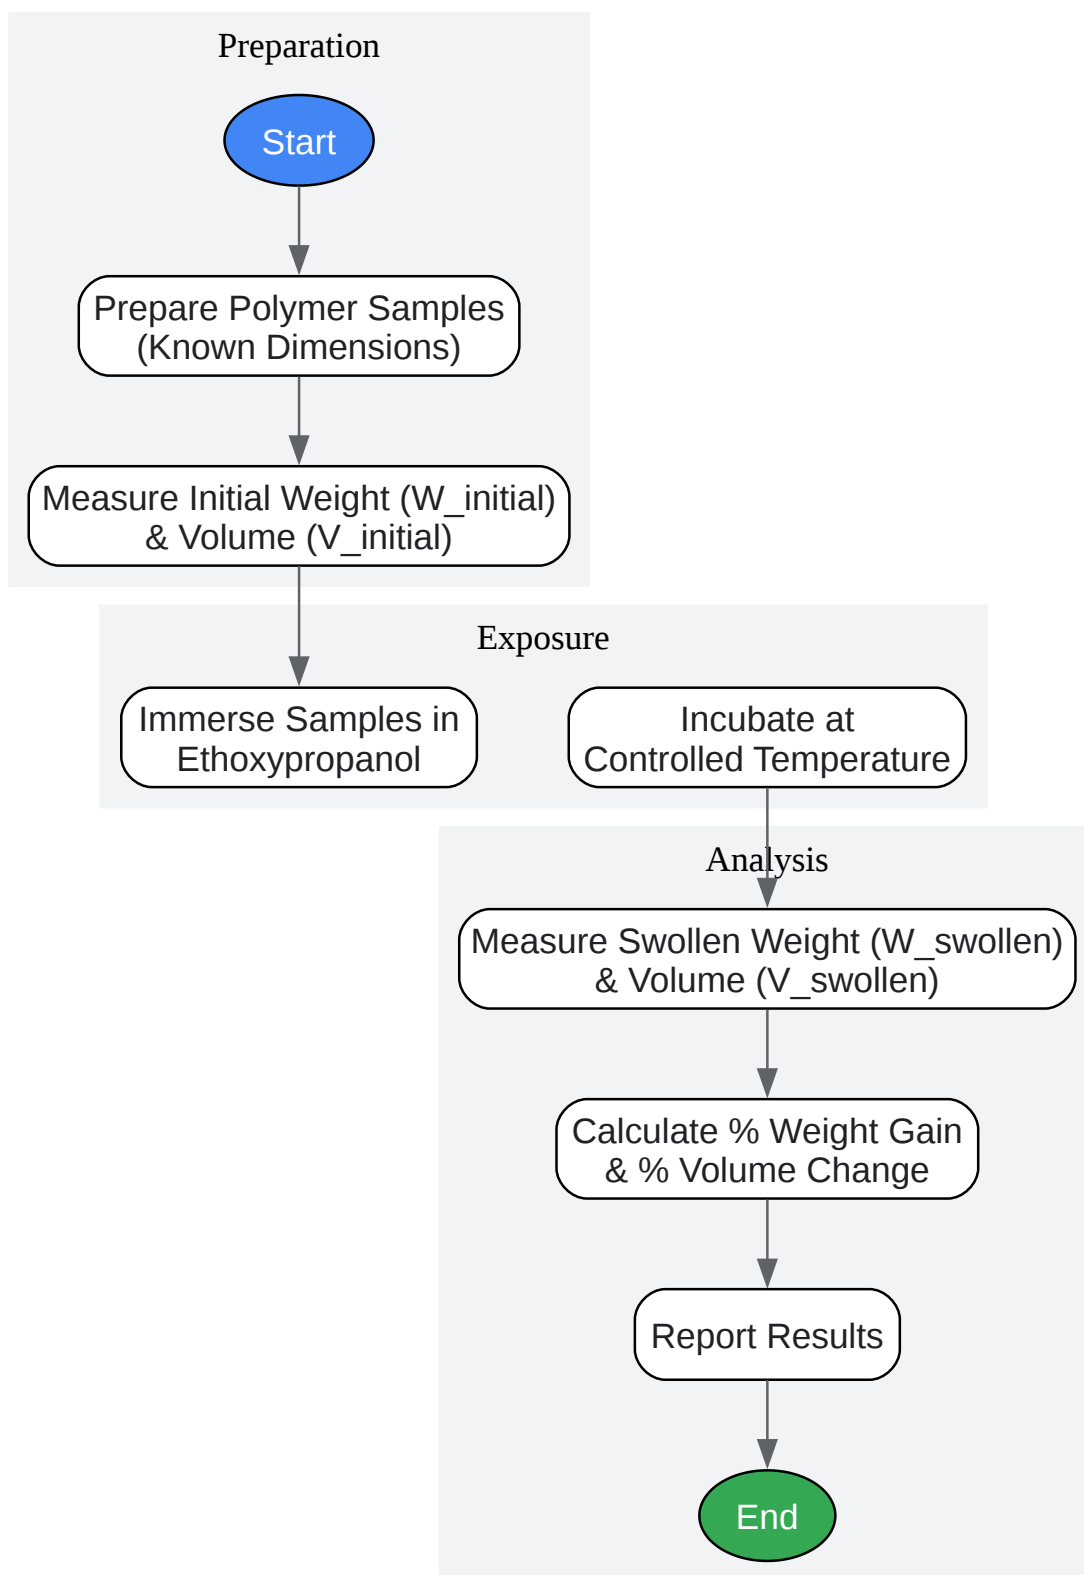 Preparation
Start
Prepare Polymer Samples
(Known Dimensions)
Measure Initial Weight (W_initial)
& Volume (V_initial)
Exposure
Immerse Samples in
Ethoxypropanol
Incubate at
Controlled Temperature
Analysis
Measure Swollen Weight (W_swollen)
& Volume (V_swollen)
Calculate % Weight Gain
& % Volume Change
Report Results
End